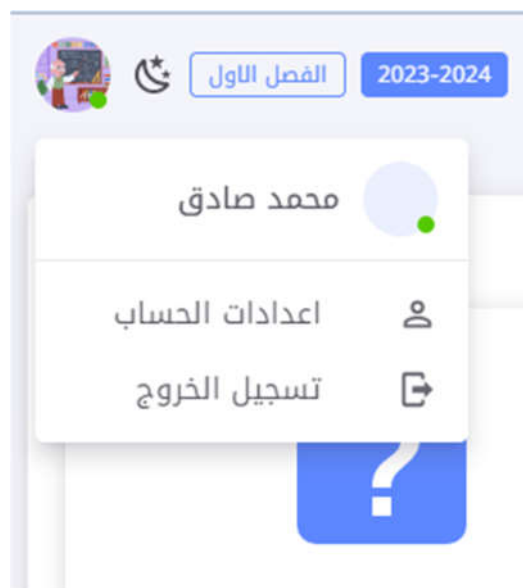 2023-2024 الفصل الاول
محمد صادق
اعدادات الحساب
تسجيل الخروج
?